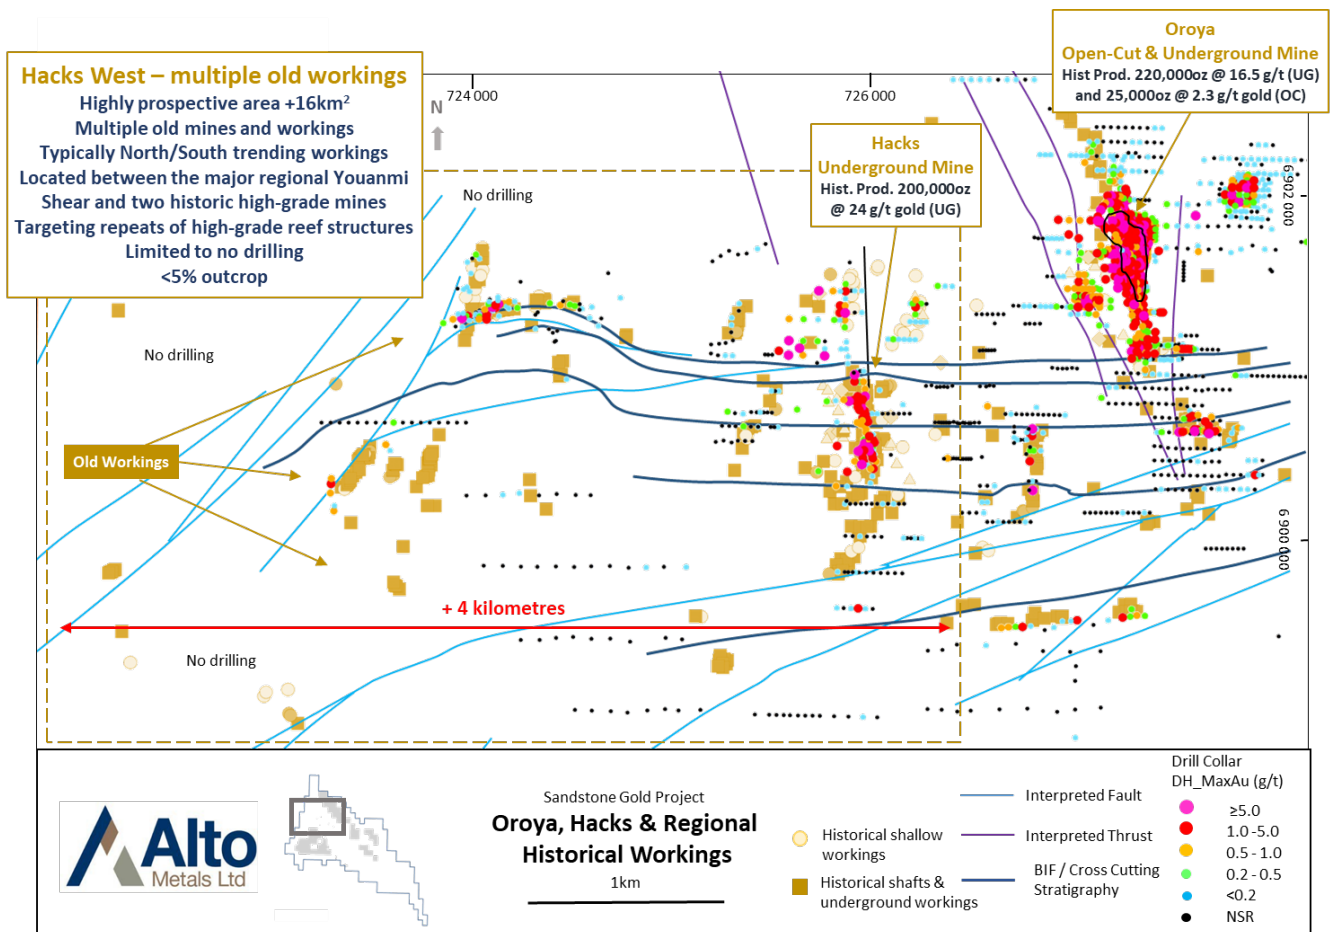 Oroya
Open-Cut & Underground Mine
Hist Prod. 220,000oz @ 16.5 g/t (UG)
and 25,000oz @ 2.3 g/t gold (OC)
Hacks West – multiple old workings
Highly prospective area +16km²
Multiple old mines and workings
Typically North/South trending workings
Located between the major regional Youanmi
Shear and two historic high-grade mines
Targeting repeats of high-grade reef structures
Limited to no drilling
<5% outcrop
724 000
726 000
N
Hacks
Underground Mine
Hist. Prod. 200,000oz
@ 24 g/t gold (UG)
No drilling
6 902 000
No drilling
Old Workings
6 900 000
+ 4 kilometres
No drilling
Alto
Metals Ltd
Sandstone Gold Project
Oroya, Hacks & Regional
Historical Workings
1km
Historical shallow
workings
Historical shafts &
underground workings
Interpreted Fault
Interpreted Thrust
BIF / Cross Cutting
Stratigraphy
Drill Collar
DH_MaxAu (g/t)
≥5.0
1.0 -5.0
0.5 - 1.0
0.2 - 0.5
<0.2
NSR